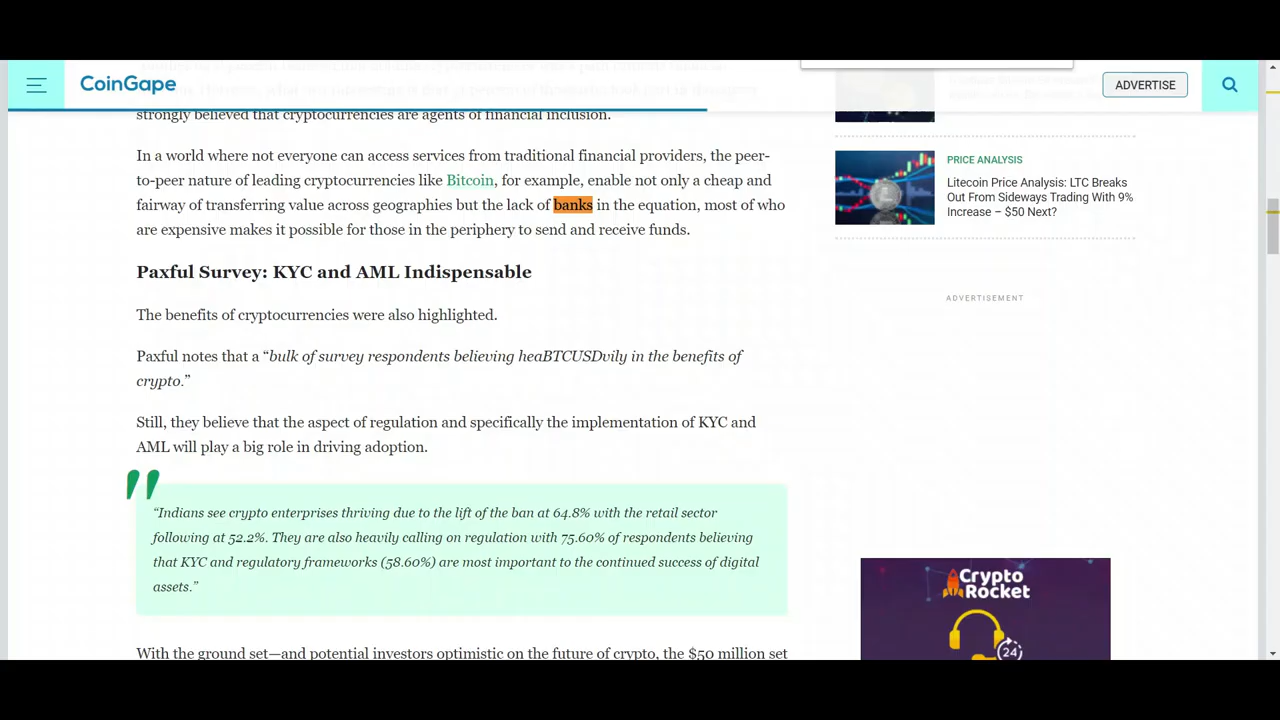 CoinGape
ADVERTISE
strongly believed that cryptocurrencies are agents of financial inclusion.
In a world where not everyone can access services from traditional financial providers, the peer-
to-peer nature of leading cryptocurrencies like Bitcoin, for example, enable not only a cheap and
fairway of transferring value across geographies but the lack of banks in the equation, most of who
are expensive makes it possible for those in the periphery to send and receive funds.
Paxful Survey: KYC and AML Indispensable
The benefits of cryptocurrencies were also highlighted.
Paxful notes that a “bulk of survey respondents believing heaBTCUSDvily in the benefits of
crypto.”
Still, they believe that the aspect of regulation and specifically the implementation of KYC and
AML will play a big role in driving adoption.
“Indians see crypto enterprises thriving due to the lift of the ban at 64.8% with the retail sector
following at 52.2%. They are also heavily calling on regulation with 75.60% of respondents believing
that KYC and regulatory frameworks (58.60%) are most important to the continued success of digital
assets.”
With the ground set—and potential investors optimistic on the future of crypto, the $50 million set
PRICE ANALYSIS
Litecoin Price Analysis: LTC Breaks
Out From Sideways Trading With 9%
Increase – $50 Next?
ADVERTISEMENT
Crypto
Rocket
24